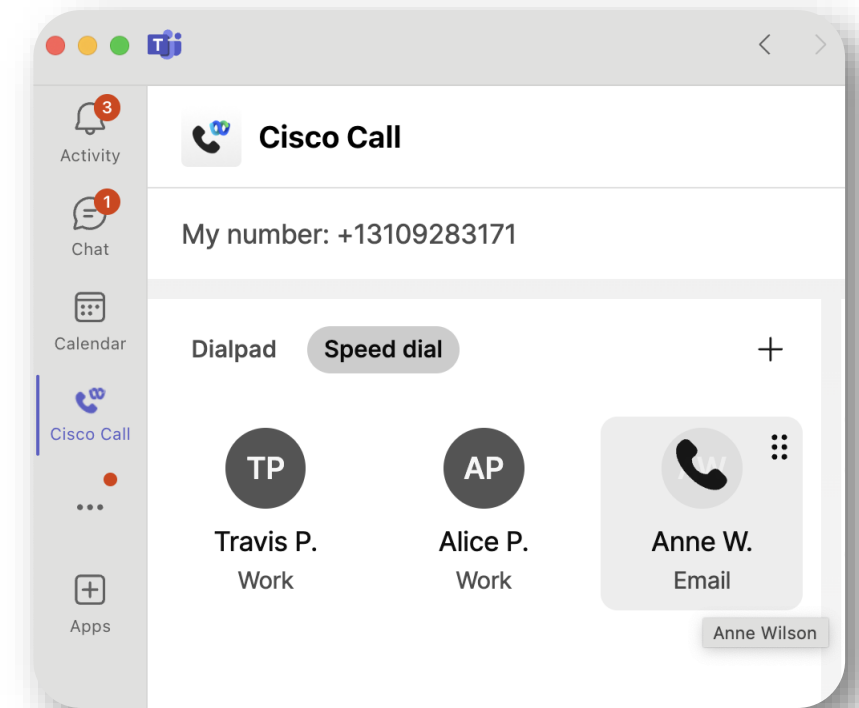 T
3
Activity
1
Chat
Calendar
Cisco Call
Apps
Cisco Call
My number: +13109283171
Dialpad
Speed dial
TP
Travis P.
Work
AP
Alice P.
Work
AW
Anne W.
Email
Anne Wilson